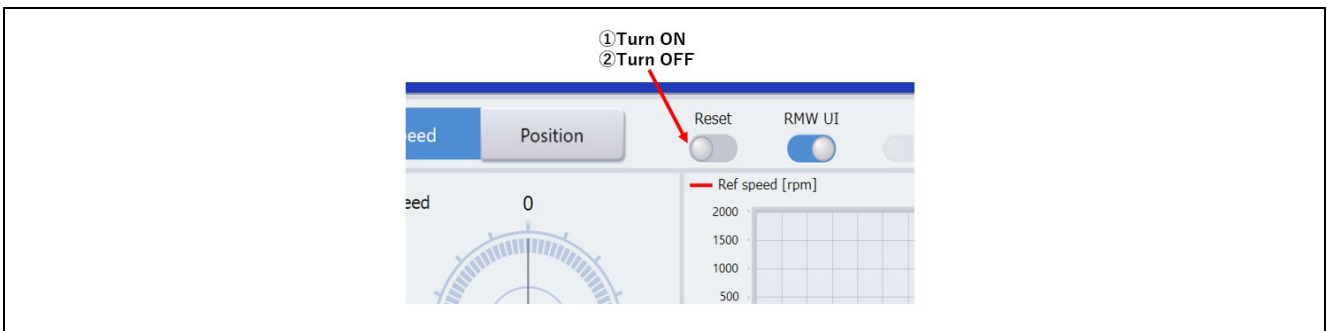 ①Turn ON
②Turn OFF
Position
Reset
RMW UI
0
Ref speed [rpm]
2000
1500
1000
500